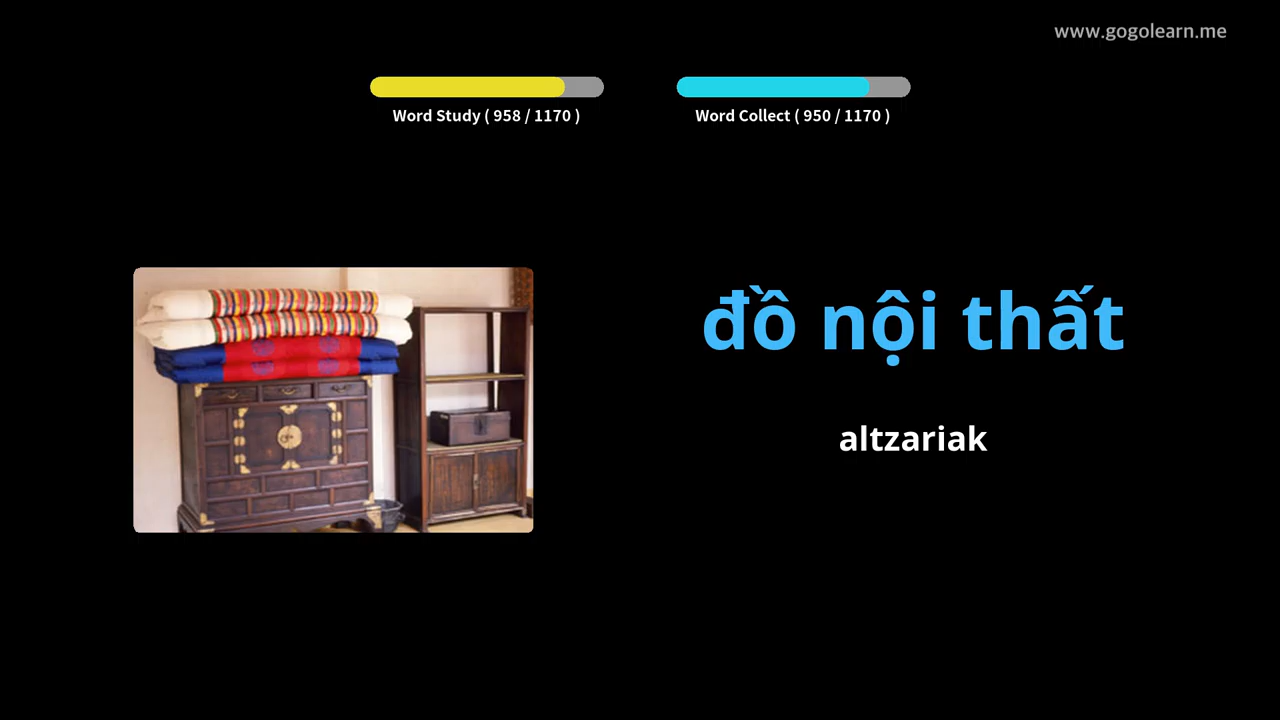 www.gogolearn.me
Word Study ( 958 / 1170 )
Word Collect ( 950 / 1170 )
đồ nội thất
altzariak